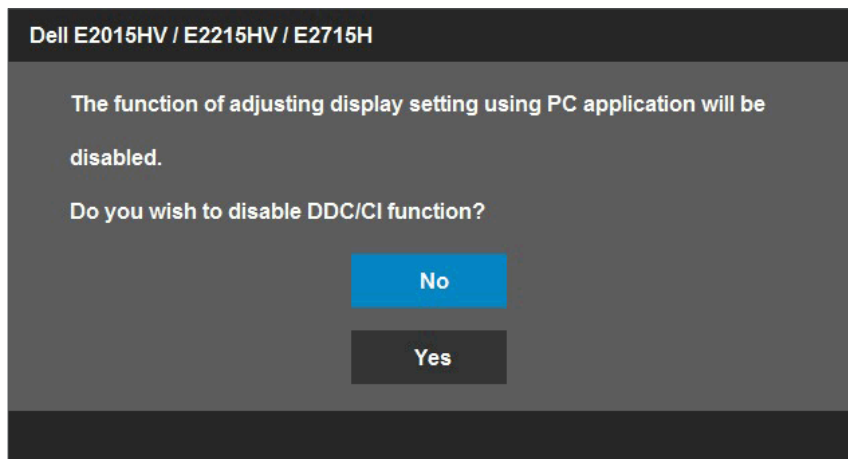 Dell E2015HV / E2215HV / E2715H
The function of adjusting display setting using PC application will be
disabled.
Do you wish to disable DDC/CI function?
No
Yes